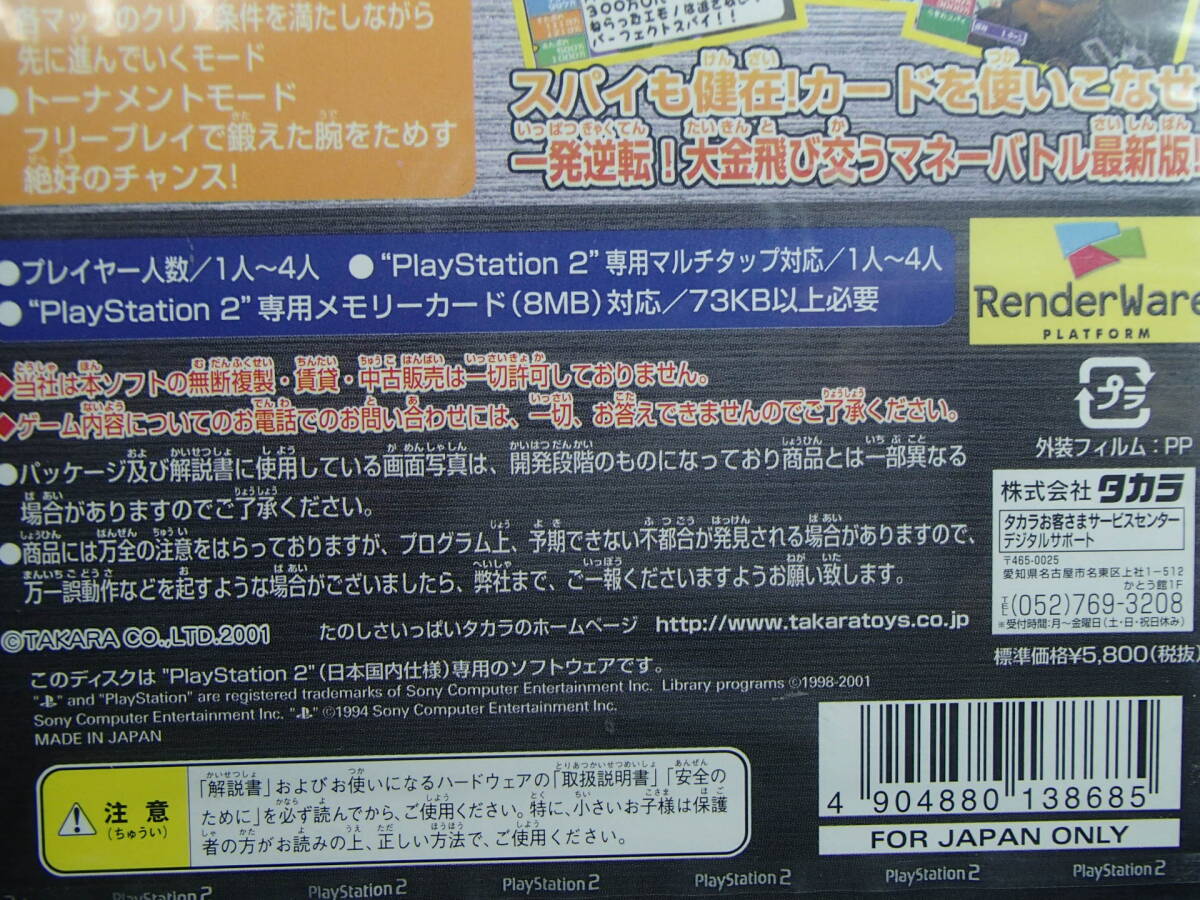 各マップのクリア条件を満たしながら
先に進んでいくモード
●トーナメントモード
フリープレイで鍛えた腕をためす
絶好のチャンス!
パーフェクトスパイ!!
スパイも健在!カードを使いこなせ
一発逆転!大金飛び交うマネーバトル最新版!
●プレイヤー人数/1人〜4人 ●“PlayStation 2”専用マルチタップ対応/1人〜4人
●“PlayStation 2”専用メモリーカード(8MB)対応/73KB以上必要
RenderWare
PLATFORM
◆当社は本ソフトの無断複製・賃貸・中古販売は一切許可しておりません。
◆ゲーム内容についてのお電話でのお問い合わせには、一切、お答えできませんのでご了承ください。
●パッケージ及び解説書に使用している画面写真は、開発段階のものになっており商品とは一部異なる
場合がありますのでご了承ください。
●商品には万全の注意をはらっておりますが、プログラム上、予期できない不都合が発見される場合がありますので、
万一誤動作などを起すような場合がございましたら、弊社まで、ご一報くださいますようお願い致します。
プラ
外装フィルム:PP
株式会社 タカラ
タカラお客さまサービスセンター
デジタルサポート
〒465-0025
愛知県名古屋市名東区上社1-512
かとう館1F
TEL(052)769-3208
※受付時間:月〜金曜日(土・日・祝日休み)
©TAKARA CO.,LTD.2001 たのしさいっぱいタカラのホームページ http://www.takaratoys.co.jp
標準価格¥5,800(税抜)
このディスクは "PlayStation 2"(日本国内仕様)専用のソフトウェアです。
" " and "PlayStation" are registered trademarks of Sony Computer Entertainment Inc. Library programs ©1998-2001
Sony Computer Entertainment Inc. " " ©1994 Sony Computer Entertainment Inc.
MADE IN JAPAN
注意
(ちゅうい)
「解説書」およびお使いになるハードウェアの「取扱説明書」「安全の
ために」を必ず読んでから、ご使用ください。特に、小さいお子様は保護
者の方がお読みの上、正しい方法で、ご使用ください。
4 904880 138685
FOR JAPAN ONLY
PlayStation 2 PlayStation 2 PlayStation 2 PlayStation 2 PlayStation 2 PlayStation 2